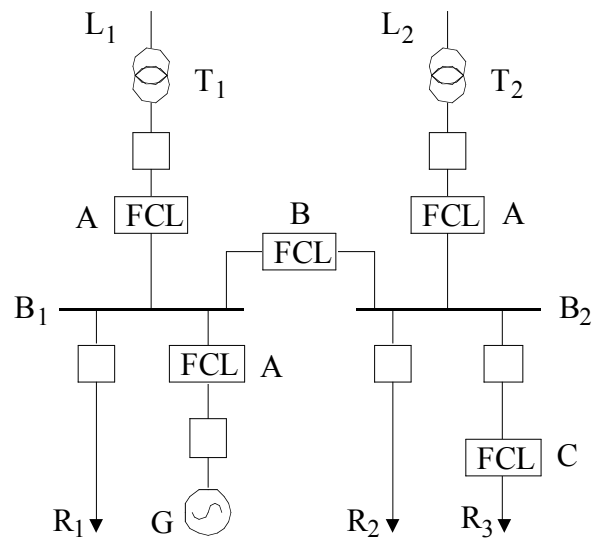 L1 L2
T1 T2
A FCL B FCL A FCL
B1 B2
FCL A
FCL C
R1 G R2 R3